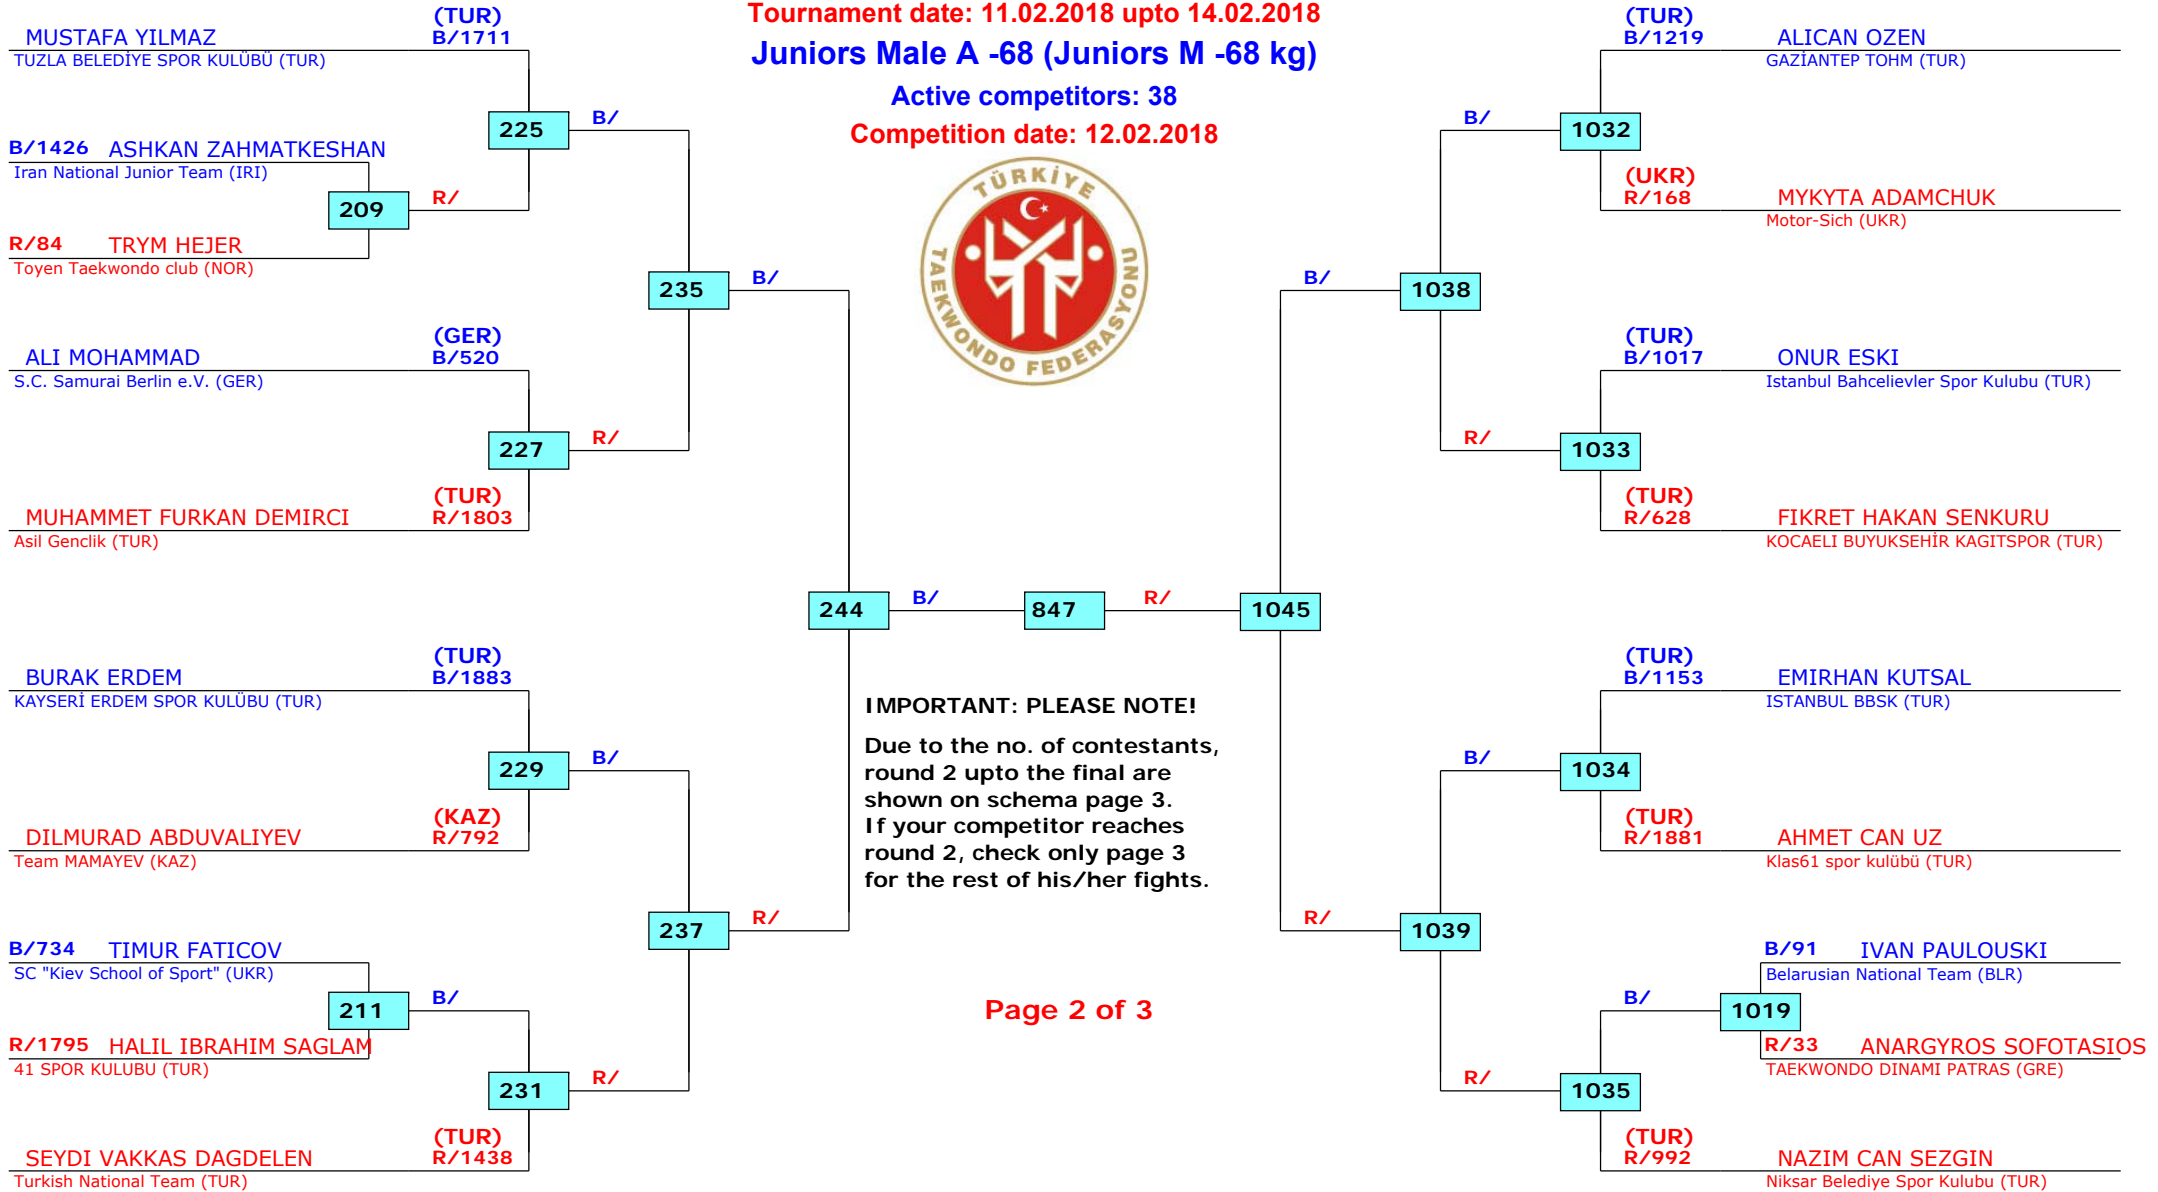 Tournament date: 11.02.2018 upto 14.02.2018
Juniors Male A -68 (Juniors M -68 kg)
Active competitors: 38
Competition date: 12.02.2018
TÜRKİYE
TAEKWONDO FEDERASYONU
(TUR)
MUSTAFA YILMAZ B/1711
TUZLA BELEDİYE SPOR KULÜBÜ (TUR)
225 B/
B/1426 ASHKAN ZAHMATKESHAN
Iran National Junior Team (IRI)
209 R/
R/84 TRYM HEJER
Toyen Taekwondo club (NOR)
235 B/
(GER)
ALI MOHAMMAD B/520
S.C. Samurai Berlin e.V. (GER)
227 R/
(TUR)
MUHAMMET FURKAN DEMIRCI R/1803
Asil Genclik (TUR)
244 B/ 847 R/ 1045
(TUR)
BURAK ERDEM B/1883
KAYSERİ ERDEM SPOR KULÜBU (TUR)
229 B/
(KAZ)
DILMURAD ABDUVALIYEV R/792
Team MAMAYEV (KAZ)
237 R/
B/734 TIMUR FATICOV
SC "Kiev School of Sport" (UKR)
211 B/
R/1795 HALIL IBRAHIM SAGLAM
41 SPOR KULUBU (TUR)
231 R/
(TUR)
SEYDI VAKKAS DAGDELEN R/1438
Turkish National Team (TUR)
IMPORTANT: PLEASE NOTE!
Due to the no. of contestants,
round 2 upto the final are
shown on schema page 3.
If your competitor reaches
round 2, check only page 3
for the rest of his/her fights.
Page 2 of 3
(TUR)
B/1219 ALICAN OZEN
GAZİANTEP TOHM (TUR)
B/ 1032
(UKR)
R/168 MYKYTA ADAMCHUK
Motor-Sich (UKR)
B/ 1038
(TUR)
B/1017 ONUR ESKI
Istanbul Bahcelievler Spor Kulubu (TUR)
R/ 1033
(TUR)
R/628 FIKRET HAKAN SENKURU
KOCAELI BUYUKSEHİR KAGITSPOR (TUR)
(TUR)
B/1153 EMIRHAN KUTSAL
ISTANBUL BBSK (TUR)
B/ 1034
(TUR)
R/1881 AHMET CAN UZ
Klas61 spor kulübü (TUR)
R/ 1039
B/91 IVAN PAULOUSKI
Belarusian National Team (BLR)
B/ 1019
R/33 ANARGYROS SOFOTASIOS
TAEKWONDO DINAMI PATRAS (GRE)
R/ 1035
(TUR)
R/992 NAZIM CAN SEZGIN
Niksar Belediye Spor Kulubu (TUR)